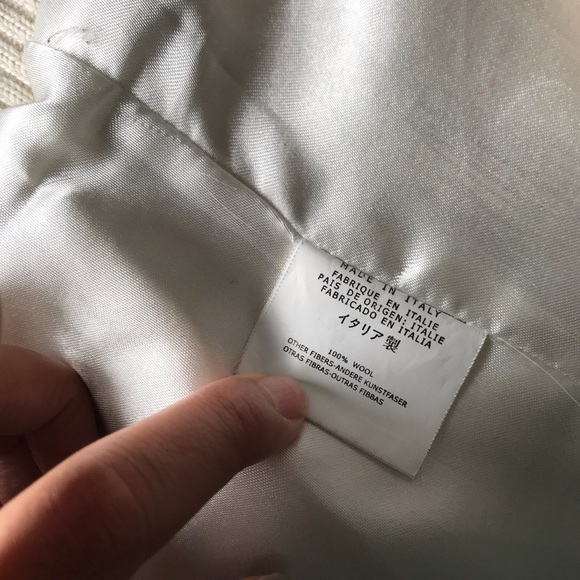 MADE IN ITALY
FABRIQUE EN ITALIE
PAIS DE ORIGEN: ITALIE
FABRICADO EN ITALIA
イタリア製
100% WOOL
OTHER FIBERS-ANDERE KUNSTFASER
OTRAS FIBRAS-OUTRAS FIBBAS